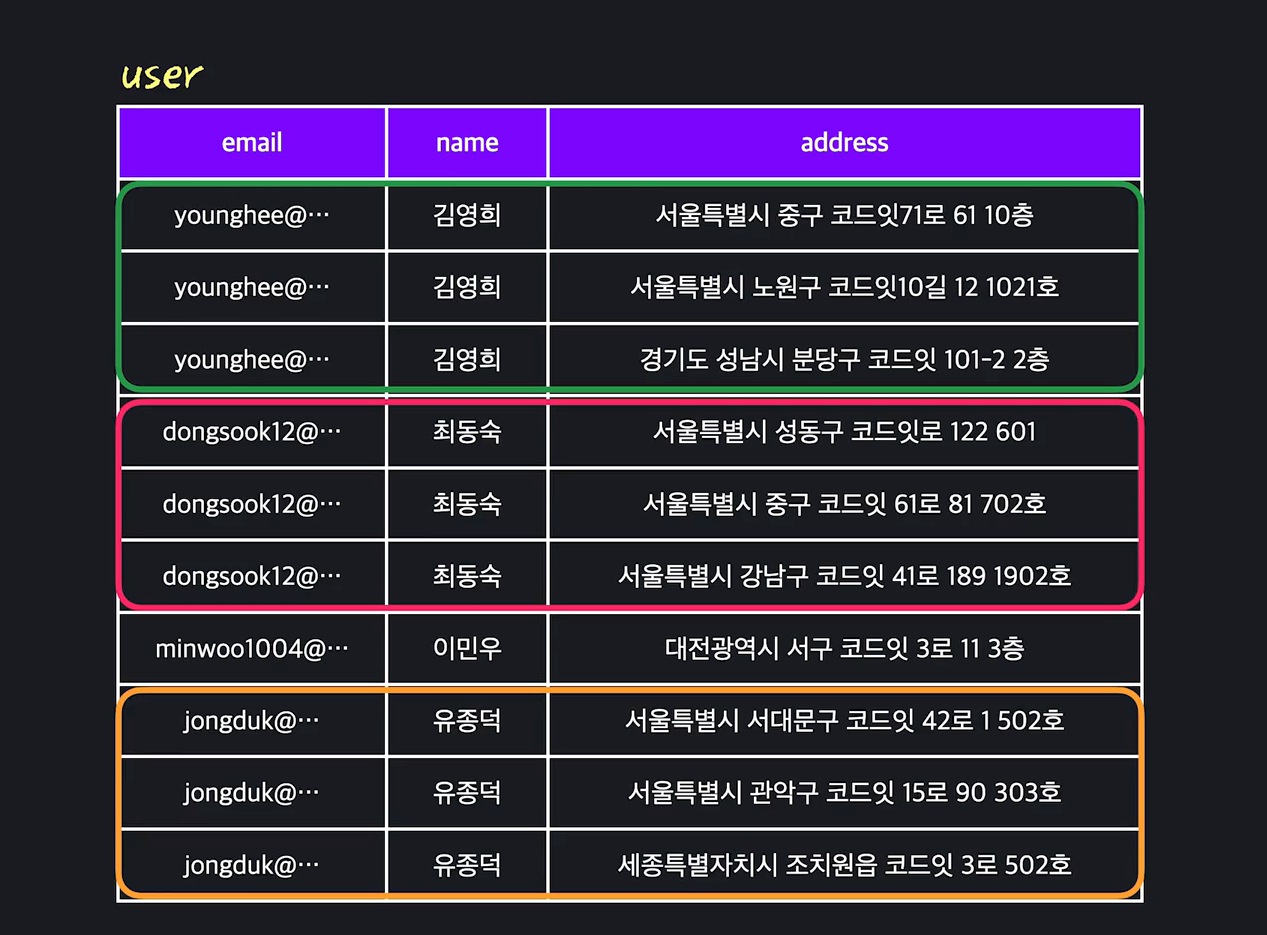 user
email name address
younghee@··· 김영희 서울특별시 중구 코드잇71로 61 10층
younghee@··· 김영희 서울특별시 노원구 코드잇10길 12 1021호
younghee@··· 김영희 경기도 성남시 분당구 코드잇 101-2 2층
dongsook12@··· 최동숙 서울특별시 성동구 코드잇로 122 601
dongsook12@··· 최동숙 서울특별시 중구 코드잇 61로 81 702호
dongsook12@··· 최동숙 서울특별시 강남구 코드잇 41로 189 1902호
minwoo1004@··· 이민우 대전광역시 서구 코드잇 3로 11 3층
jongduk@··· 유종덕 서울특별시 서대문구 코드잇 42로 1 502호
jongduk@··· 유종덕 서울특별시 관악구 코드잇 15로 90 303호
jongduk@··· 유종덕 세종특별자치시 조치원읍 코드잇 3로 502호